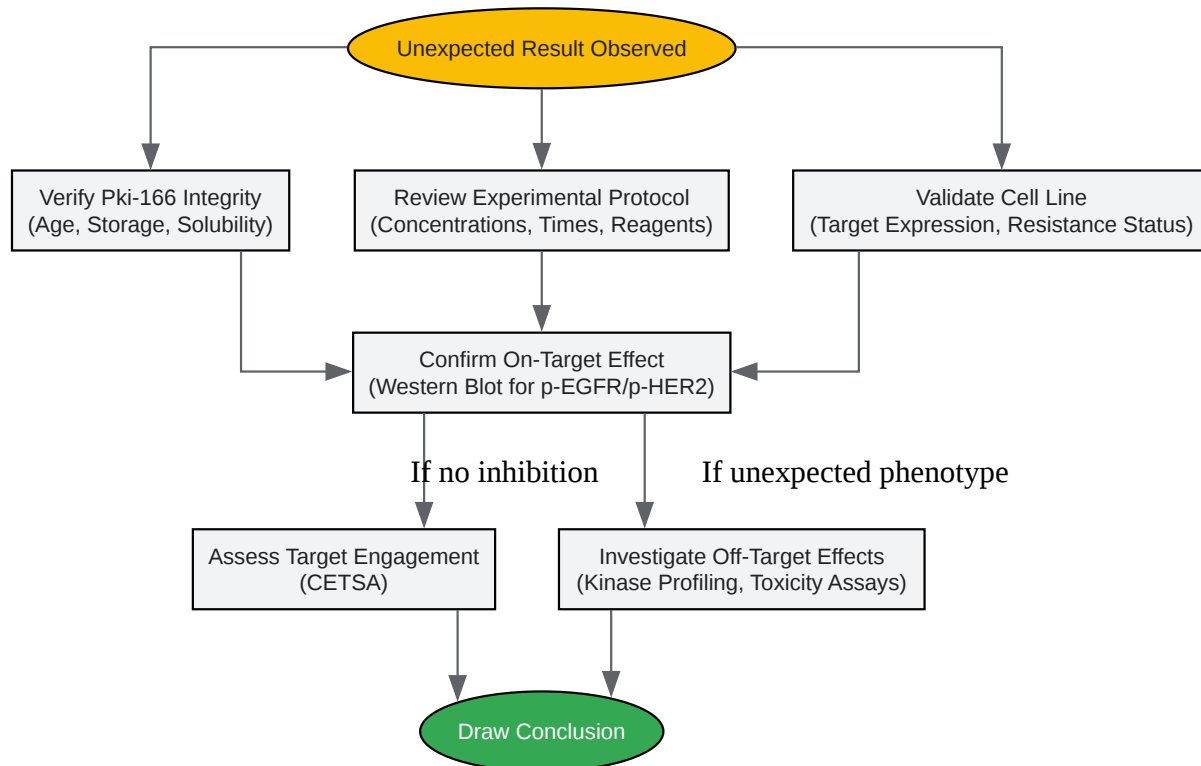 Unexpected Result Observed
Verify Pki-166 Integrity
(Age, Storage, Solubility)
Review Experimental Protocol
(Concentrations, Times, Reagents)
Validate Cell Line
(Target Expression, Resistance Status)
Confirm On-Target Effect
(Western Blot for p-EGFR/p-HER2)
If no inhibition
If unexpected phenotype
Assess Target Engagement
(CETSA)
Investigate Off-Target Effects
(Kinase Profiling, Toxicity Assays)
Draw Conclusion